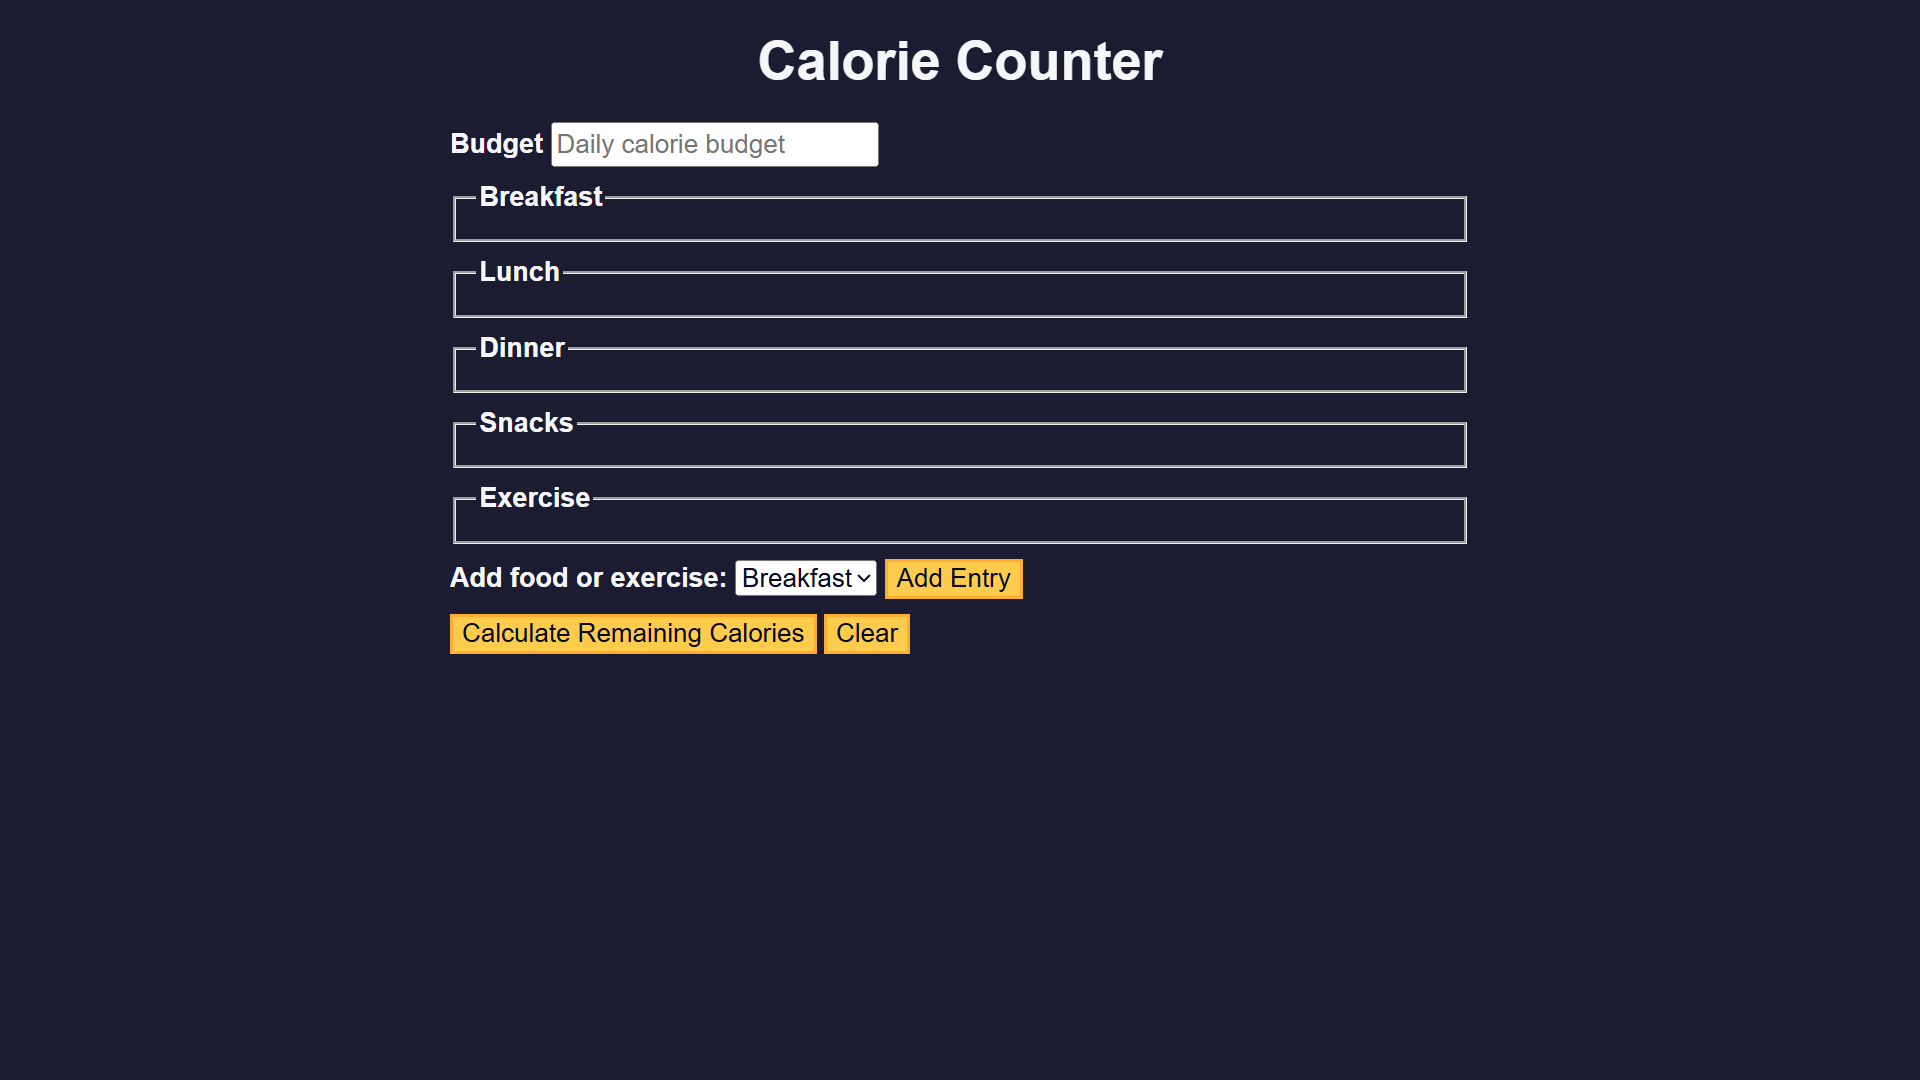 Calorie Counter
Budget Daily calorie budget
Breakfast
Lunch
Dinner
Snacks
Exercise
Add food or exercise: Breakfast Add Entry
Calculate Remaining Calories Clear